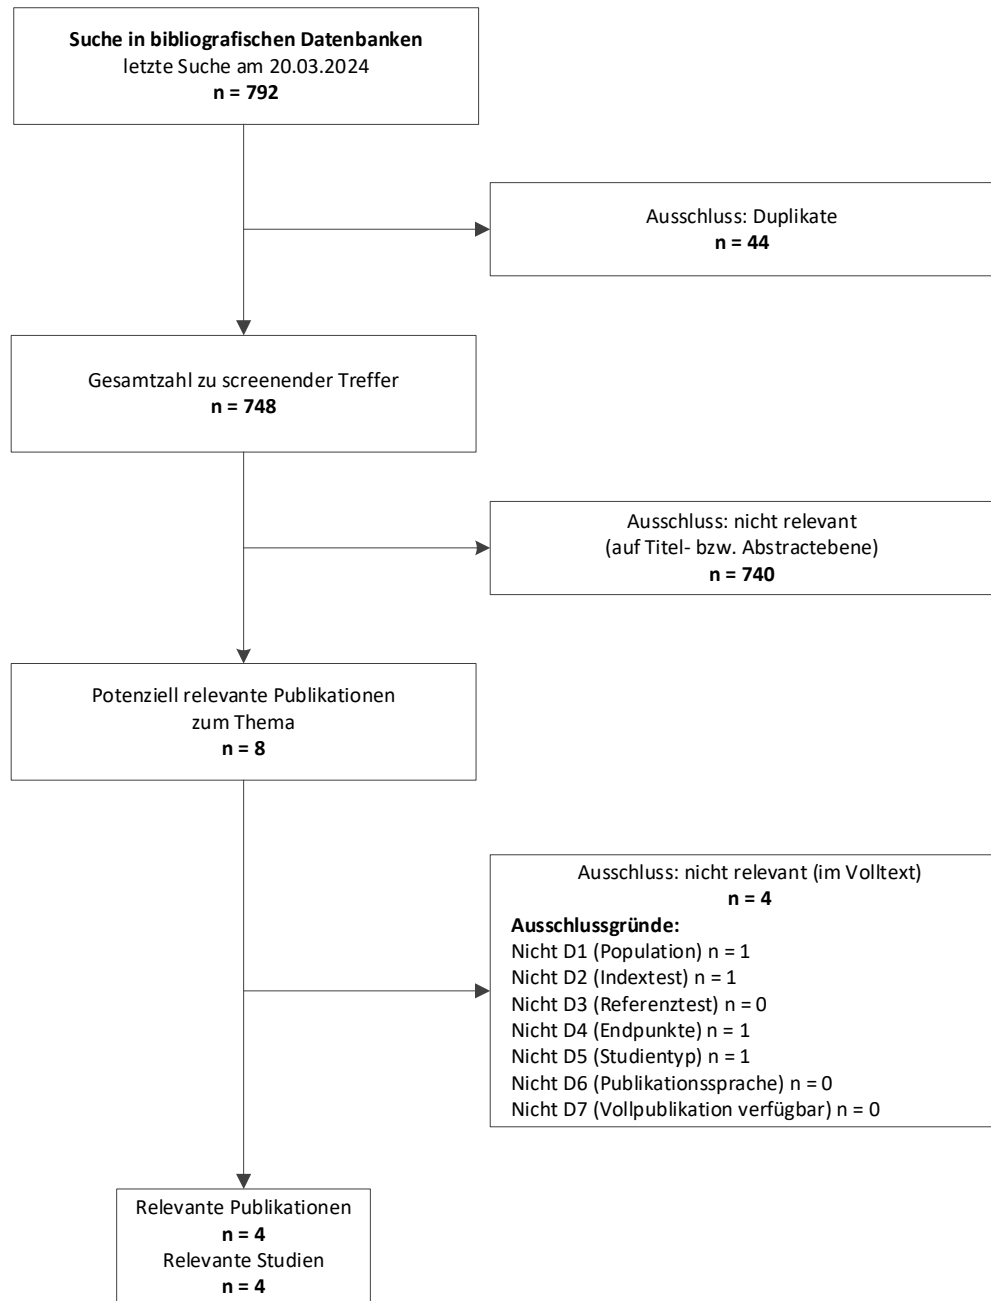 Suche in bibliografischen Datenbanken
letzte Suche am 20.03.2024
n = 792
Ausschluss: Duplikate
n = 44
Gesamtzahl zu screenender Treffer
n = 748
Ausschluss: nicht relevant
(auf Titel- bzw. Abstractebene)
n = 740
Potenziell relevante Publikationen
zum Thema
n = 8
Ausschluss: nicht relevant (im Volltext)
n = 4
Ausschlussgründe:
Nicht D1 (Population) n = 1
Nicht D2 (Indextest) n = 1
Nicht D3 (Referenztest) n = 0
Nicht D4 (Endpunkte) n = 1
Nicht D5 (Studientyp) n = 1
Nicht D6 (Publikationssprache) n = 0
Nicht D7 (Vollpublikation verfügbar) n = 0
Relevante Publikationen
n = 4
Relevante Studien
n = 4